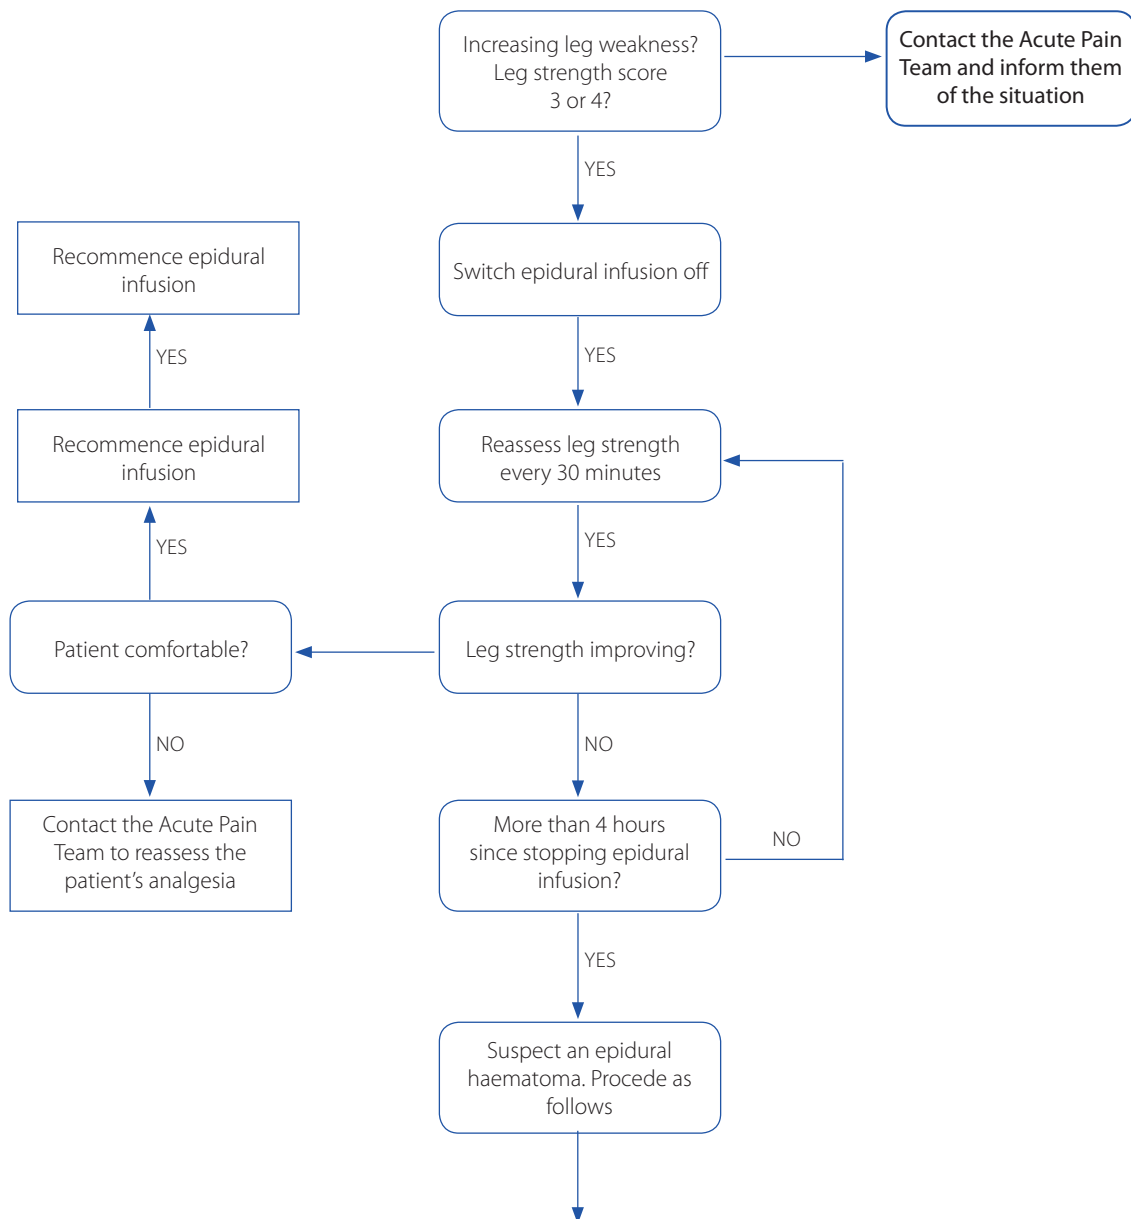 Increasing leg weakness?
Leg strength score
3 or 4?
Contact the Acute Pain
Team and inform them
of the situation
YES
Switch epidural infusion off
Recommence epidural
infusion
YES
YES
Recommence epidural
infusion
Reassess leg strength
every 30 minutes
YES
YES
Patient comfortable?
Leg strength improving?
NO
NO
Contact the Acute Pain
Team to reassess the
patient’s analgesia
More than 4 hours
since stopping epidural
infusion?
NO
YES
Suspect an epidural
haematoma. Procede as
follows